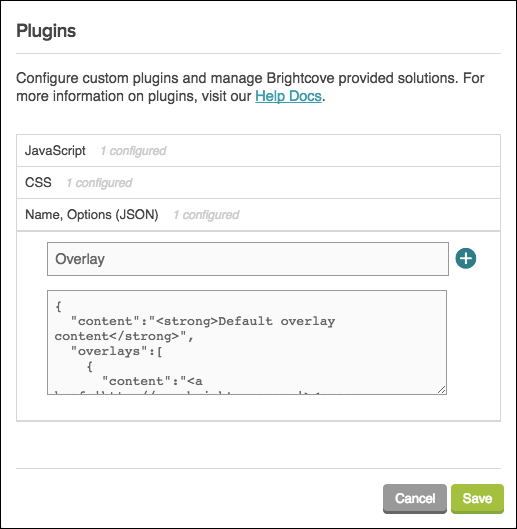 Plugins
Configure custom plugins and manage Brightcove provided solutions. For
more information on plugins, visit our Help Docs.
JavaScript 1 configured
CSS 1 configured
Name, Options (JSON) 1 configured
Overlay
{
"content":"<strong>Default overlay
content</strong>",
"overlays":[
{
"content":"<a
Cancel Save